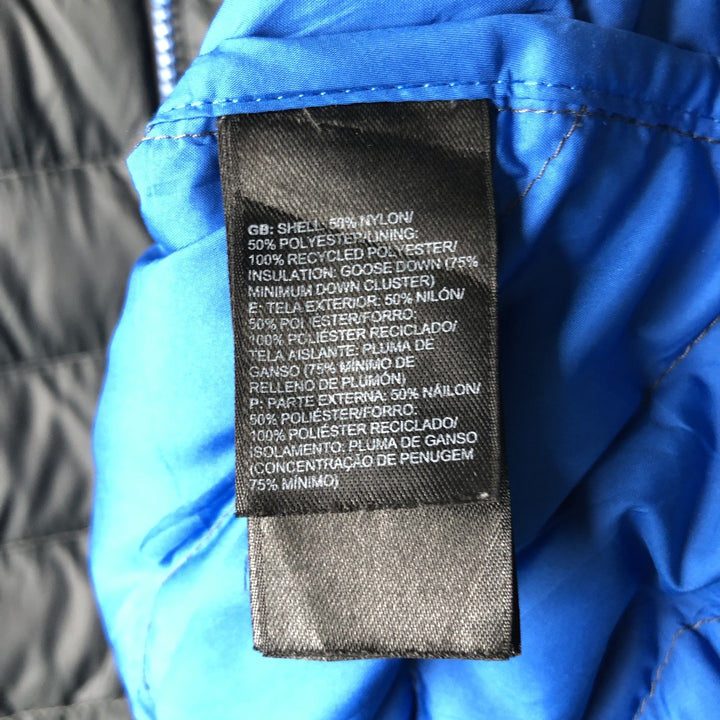 GB: SHELL: 50% NYLON/
50% POLYESTER/LINING:
100% RECYCLED POLYESTER/
INSULATION: GOOSE DOWN (75%
MINIMUM DOWN CLUSTER)
E: TELA EXTERIOR: 50% NILÓN/
50% POLIÉSTER/FORRO:
100% POLIÉSTER RECICLADO/
TELA AISLANTE: PLUMA DE
GANSO (75% MÍNIMO DE
RELLENO DE PLUMÓN)
P: PARTE EXTERNA: 50% NÁILON/
50% POLIÉSTER/FORRO:
100% POLIÉSTER RECICLADO/
ISOLAMENTO: PLUMA DE GANSO
(CONCENTRAÇÃO DE PENUGEM
75% MÍNIMO)